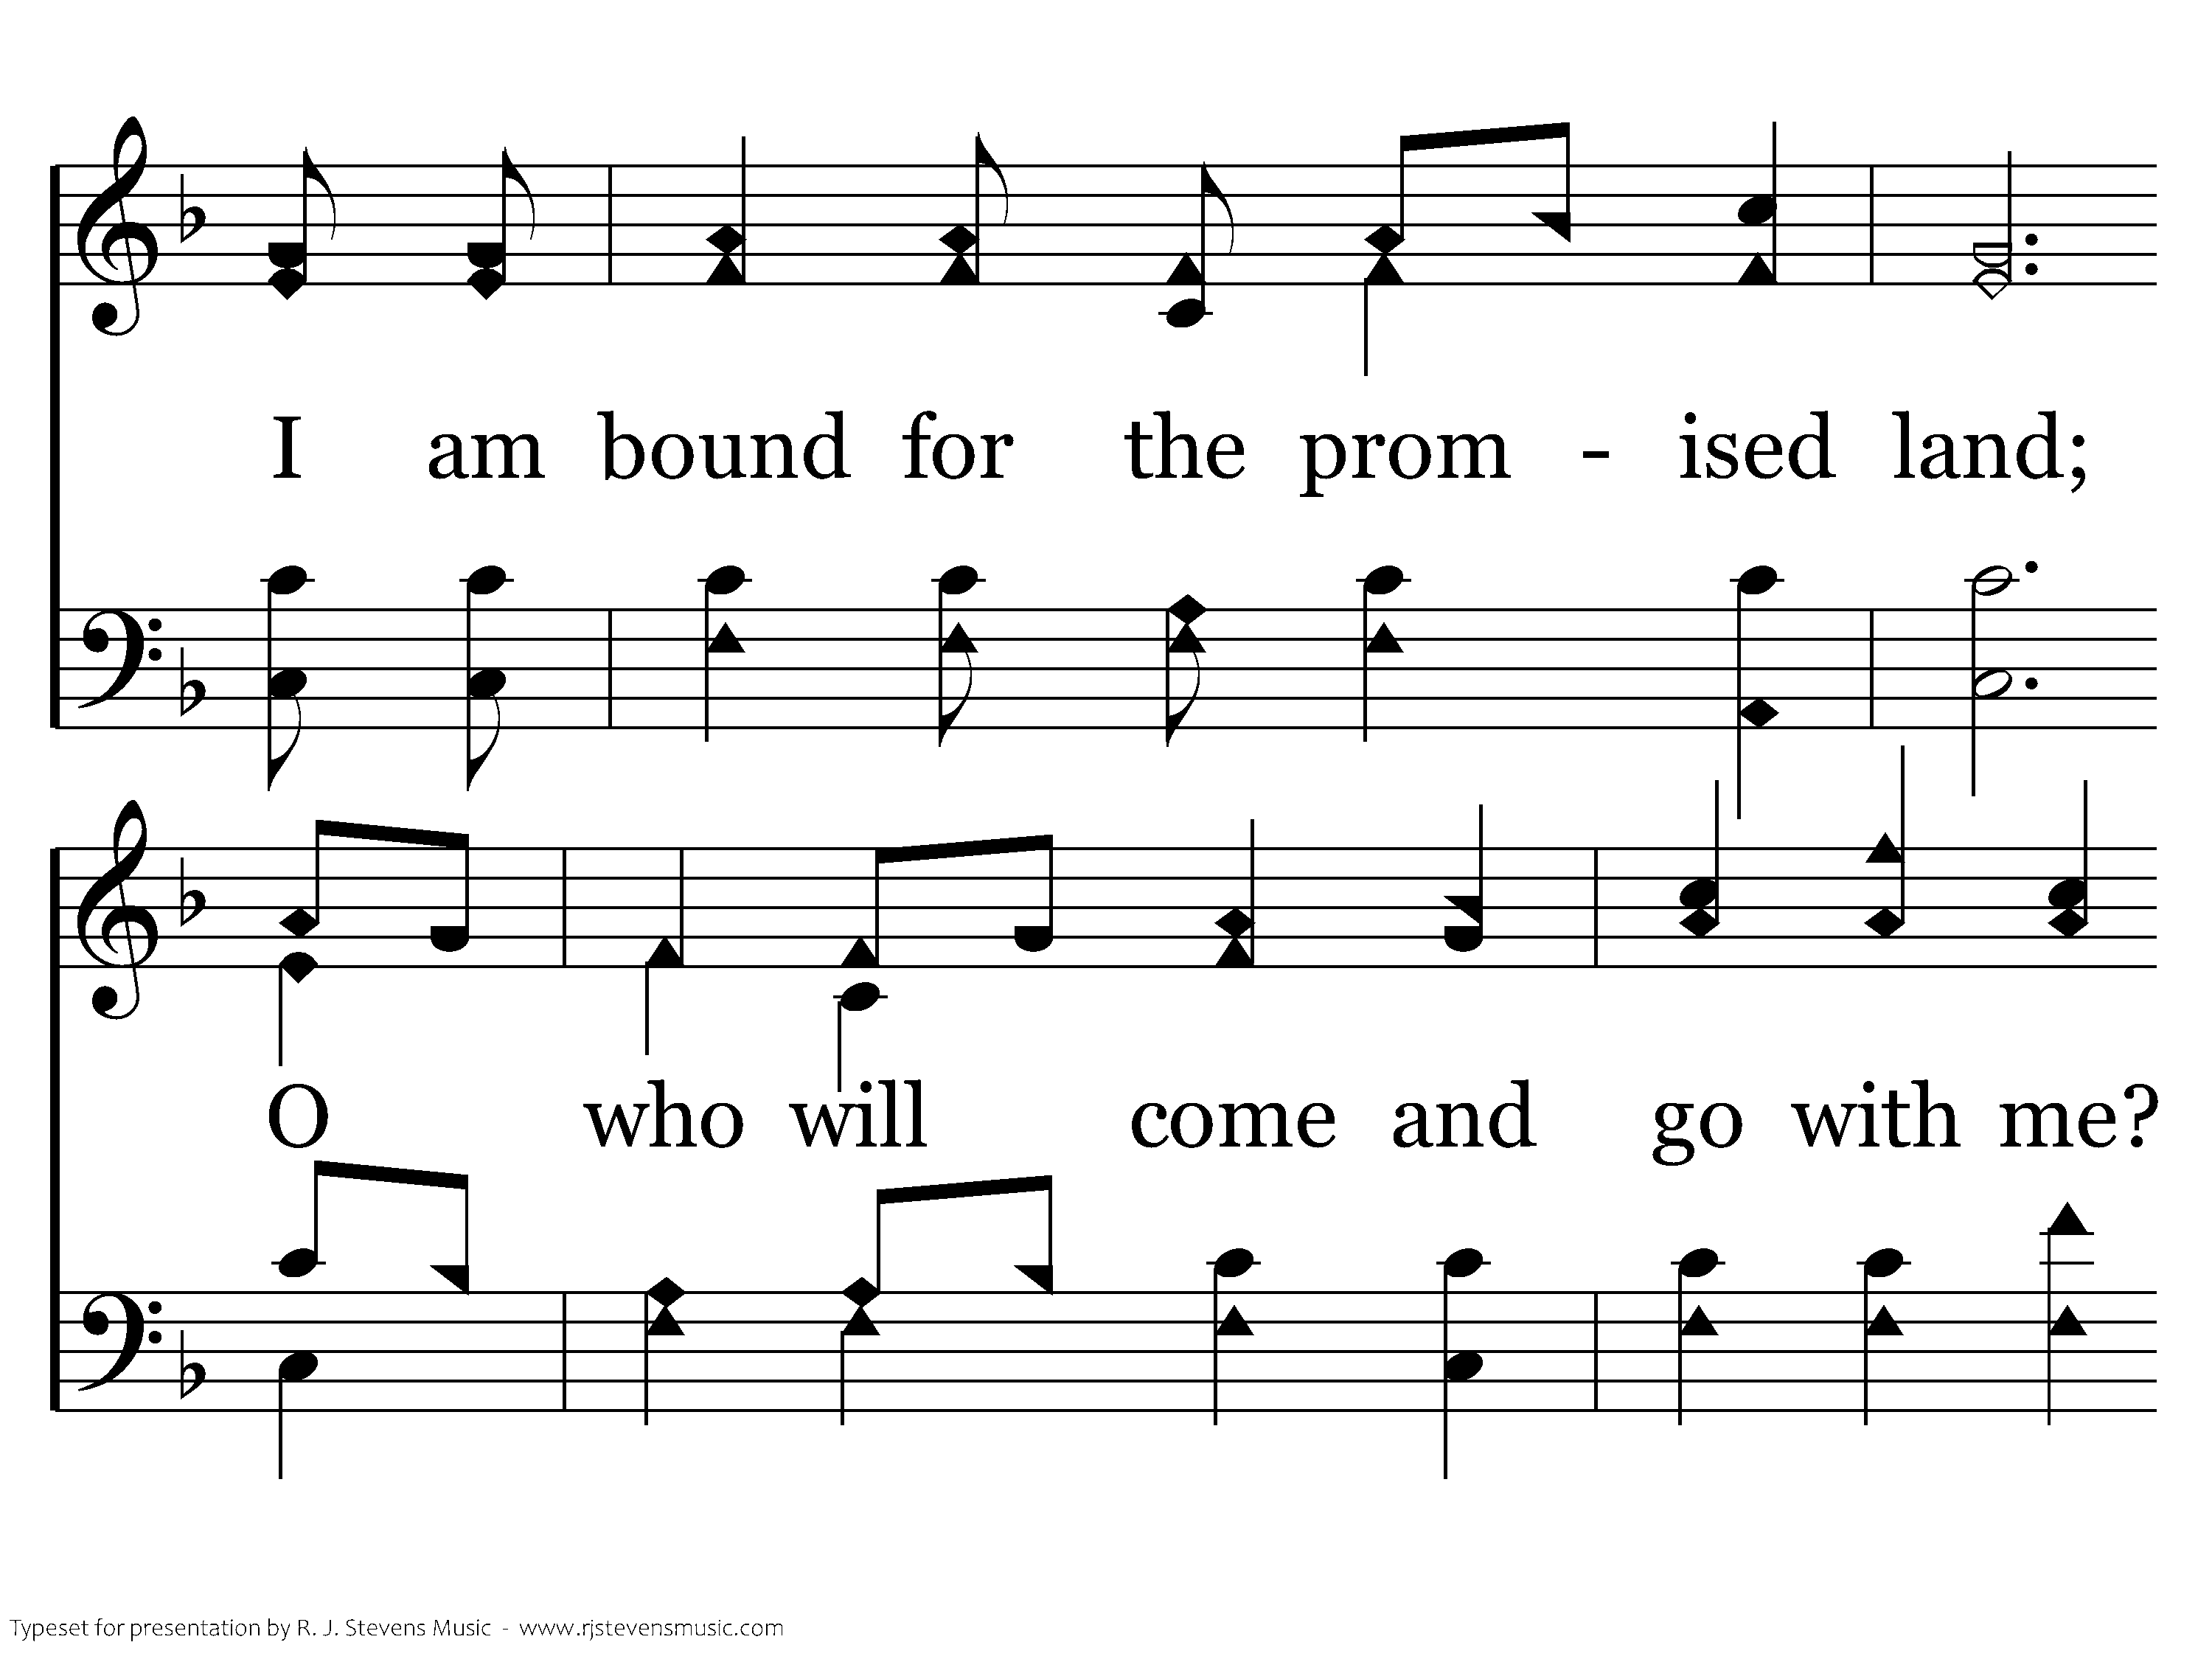 I am bound for the prom - ised land;
O who will come and go with me?
Typeset for presentation by R. J. Stevens Music - www.rjstevensmusic.com